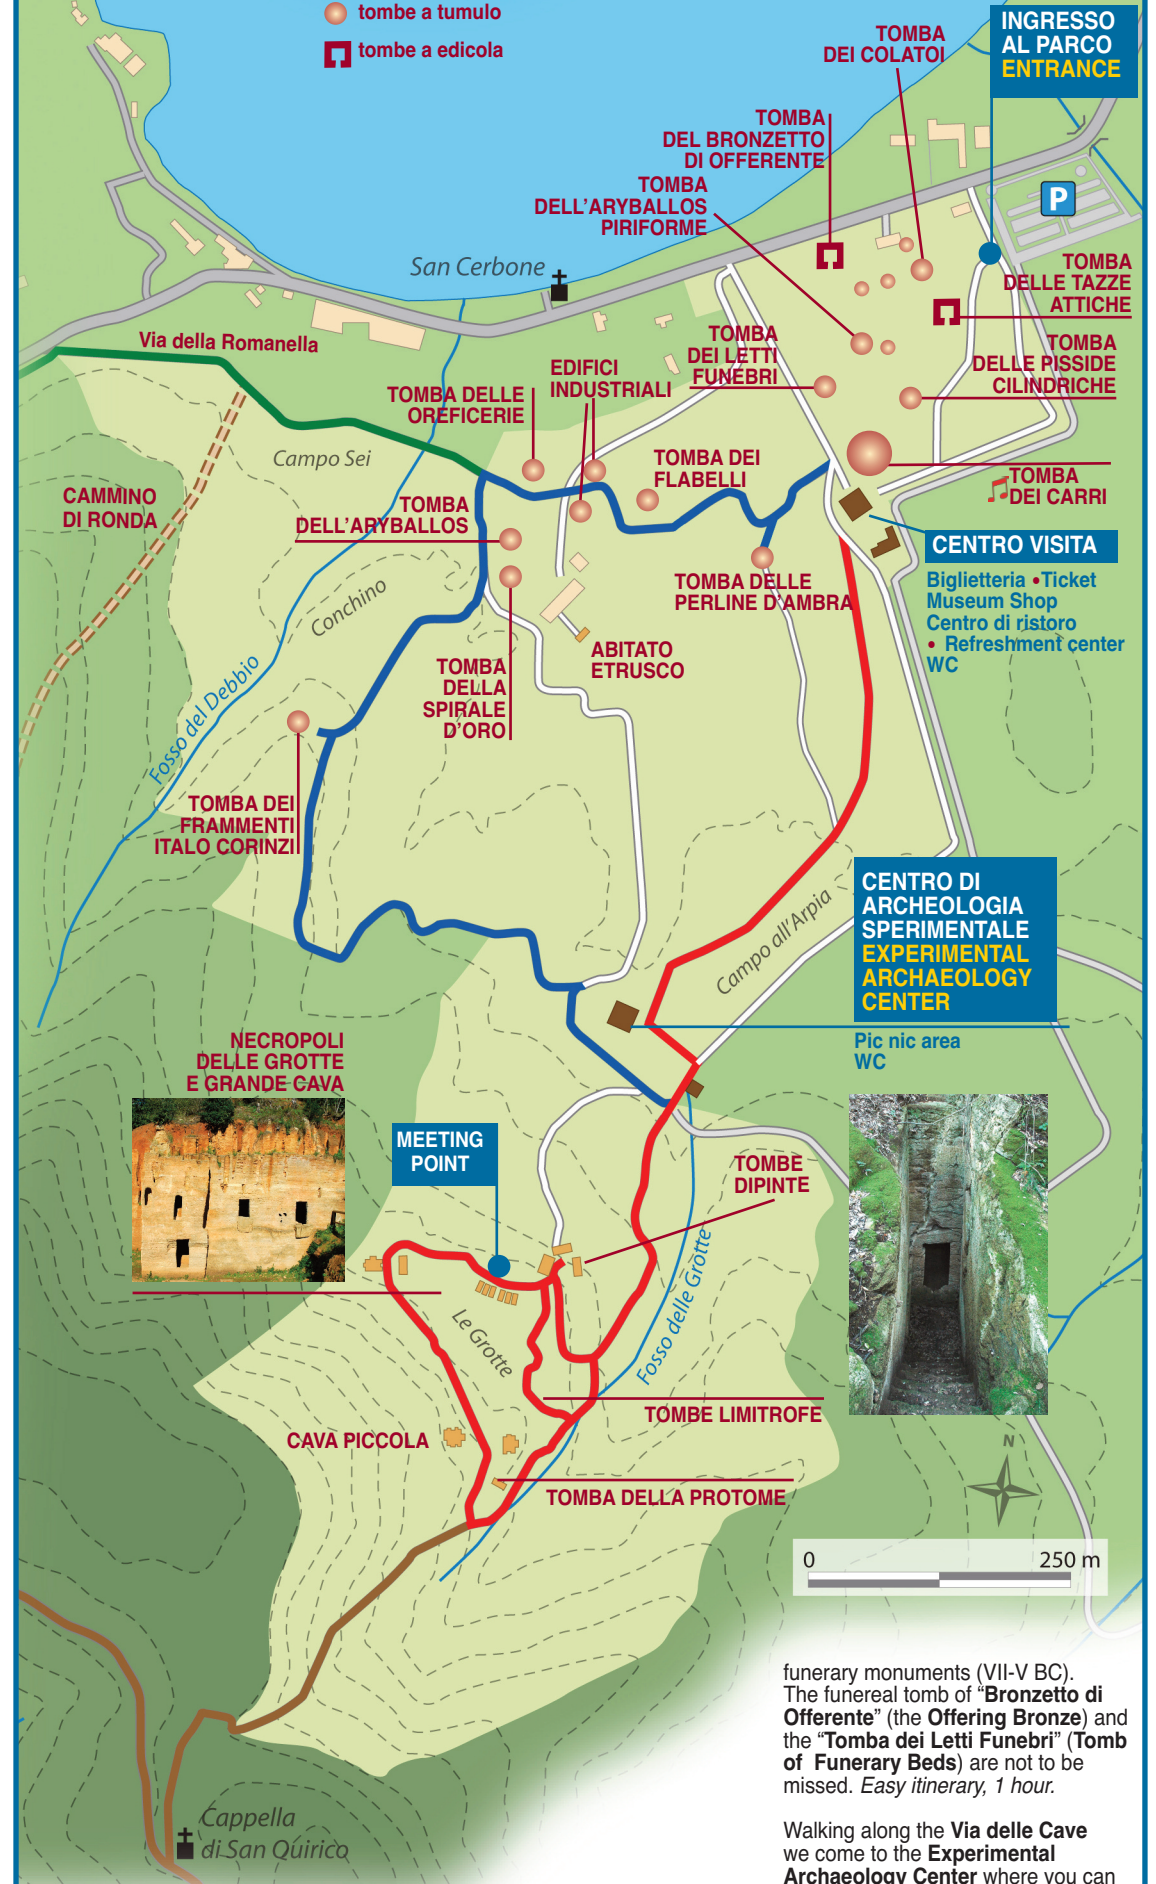 tombe a tumulo
tombe a edicola
INGRESSO
AL PARCO
ENTRANCE
TOMBA
DEI COLATOI
TOMBA
DEL BRONZETTO
DI OFFERENTE
TOMBA
DELL'ARYBALLOS
PIRIFORME
P
San Cerbone
TOMBA
DELLE TAZZE
ATTICHE
Via della Romanella
TOMBA
DEI LETTI
FUNEBRI
TOMBA
DELLE PISSIDE
CILINDRICHE
EDIFICI
INDUSTRIALI
TOMBA DELLE
OREFICERIE
Campo Sei
TOMBA DEI
FLABELLI
TOMBA
DEI CARRI
CAMMINO
DI RONDA
TOMBA
DELL'ARYBALLOS
CENTRO VISITA
Biglietteria •Ticket
Museum Shop
Centro di ristoro
• Refreshment center
WC
TOMBA DELLE
PERLINE D'AMBRA
Conchino
ABITATO
ETRUSCO
TOMBA
DELLA
SPIRALE
D'ORO
Fosso del Debbio
TOMBA DEI
FRAMMENTI
ITALO CORINZI
CENTRO DI
ARCHEOLOGIA
SPERIMENTALE
EXPERIMENTAL
ARCHAEOLOGY
CENTER
Campo all'Arpia
Pic nic area
WC
NECROPOLI
DELLE GROTTE
E GRANDE CAVA
MEETING
POINT
TOMBE
DIPINTE
Fosso delle Grotte
Le Grotte
TOMBE LIMITROFE
CAVA PICCOLA
N
TOMBA DELLA PROTOME
0 250 m
funerary monuments (VII-V BC).
The funereal tomb of “Bronzetto di
Offerente” (the Offering Bronze) and
the “Tomba dei Letti Funebri” (Tomb
of Funerary Beds) are not to be
missed. Easy itinerary, 1 hour.
Walking along the Via delle Cave
we come to the Experimental
Archaeology Center where you can
Cappella
di San Quirico